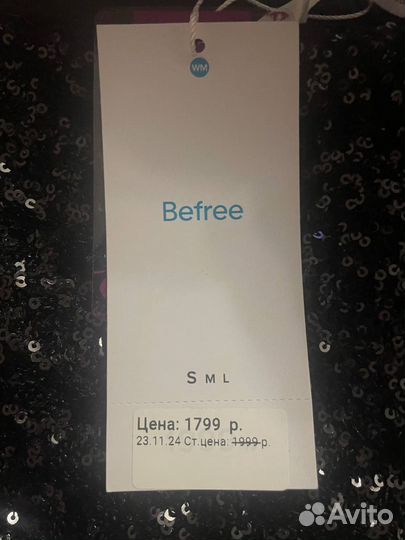 WM
Befree
S M L
Цена: 1799 р.
23.11.24 Ст.цена: 1999 р.
Avito